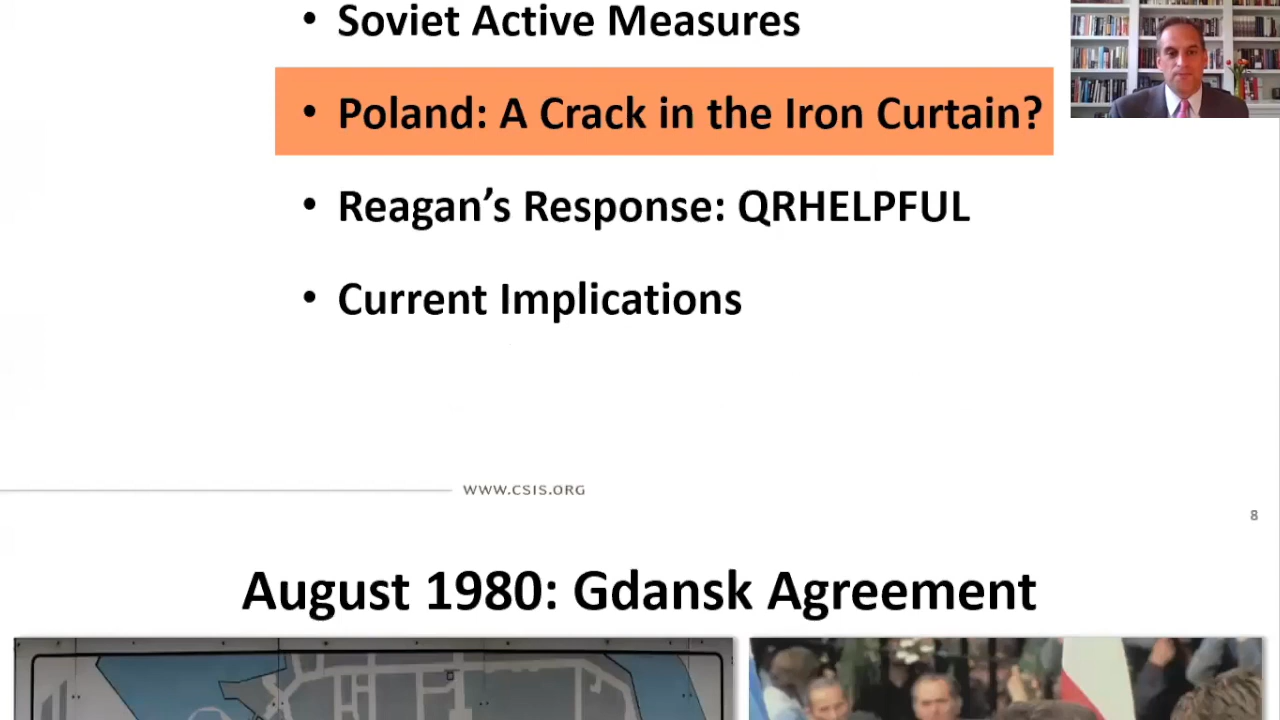 • Soviet Active Measures
• Poland: A Crack in the Iron Curtain?
• Reagan’s Response: QRHELPFUL
• Current Implications
WWW.CSIS.ORG
8
August 1980: Gdansk Agreement